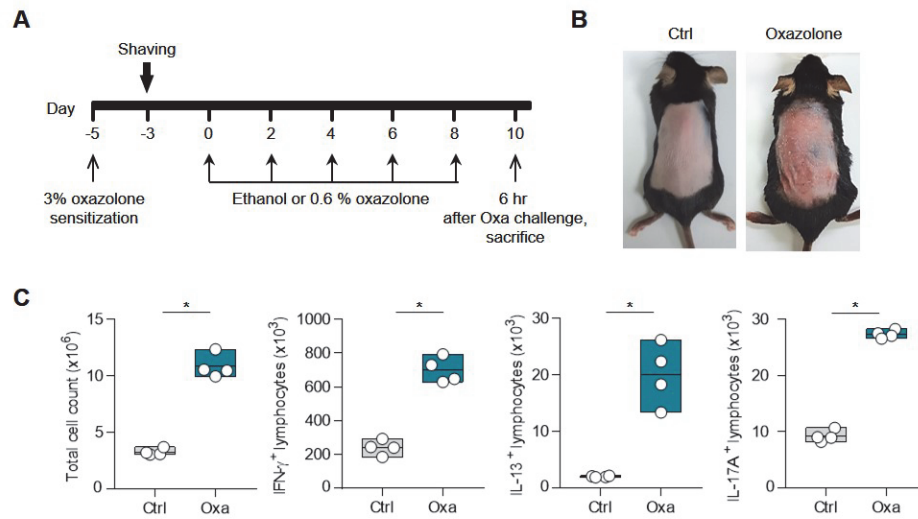 A
Shaving
Day
-5 -3 0 2 4 6 8 10
3% oxazolone
sensitization
Ethanol or 0.6 % oxazolone
6 hr
after Oxa challenge,
sacrifice
B
Ctrl Oxazolone
C
Total cell count (x10⁶)
15
10
5
0
*
Ctrl Oxa
IFN-γ⁺ lymphocytes (x10³)
1000
800
600
400
200
0
*
Ctrl Oxa
IL-13⁺ lymphocytes (x10³)
30
20
10
0
*
Ctrl Oxa
IL-17A⁺ lymphocytes (x10³)
30
20
10
0
*
Ctrl Oxa